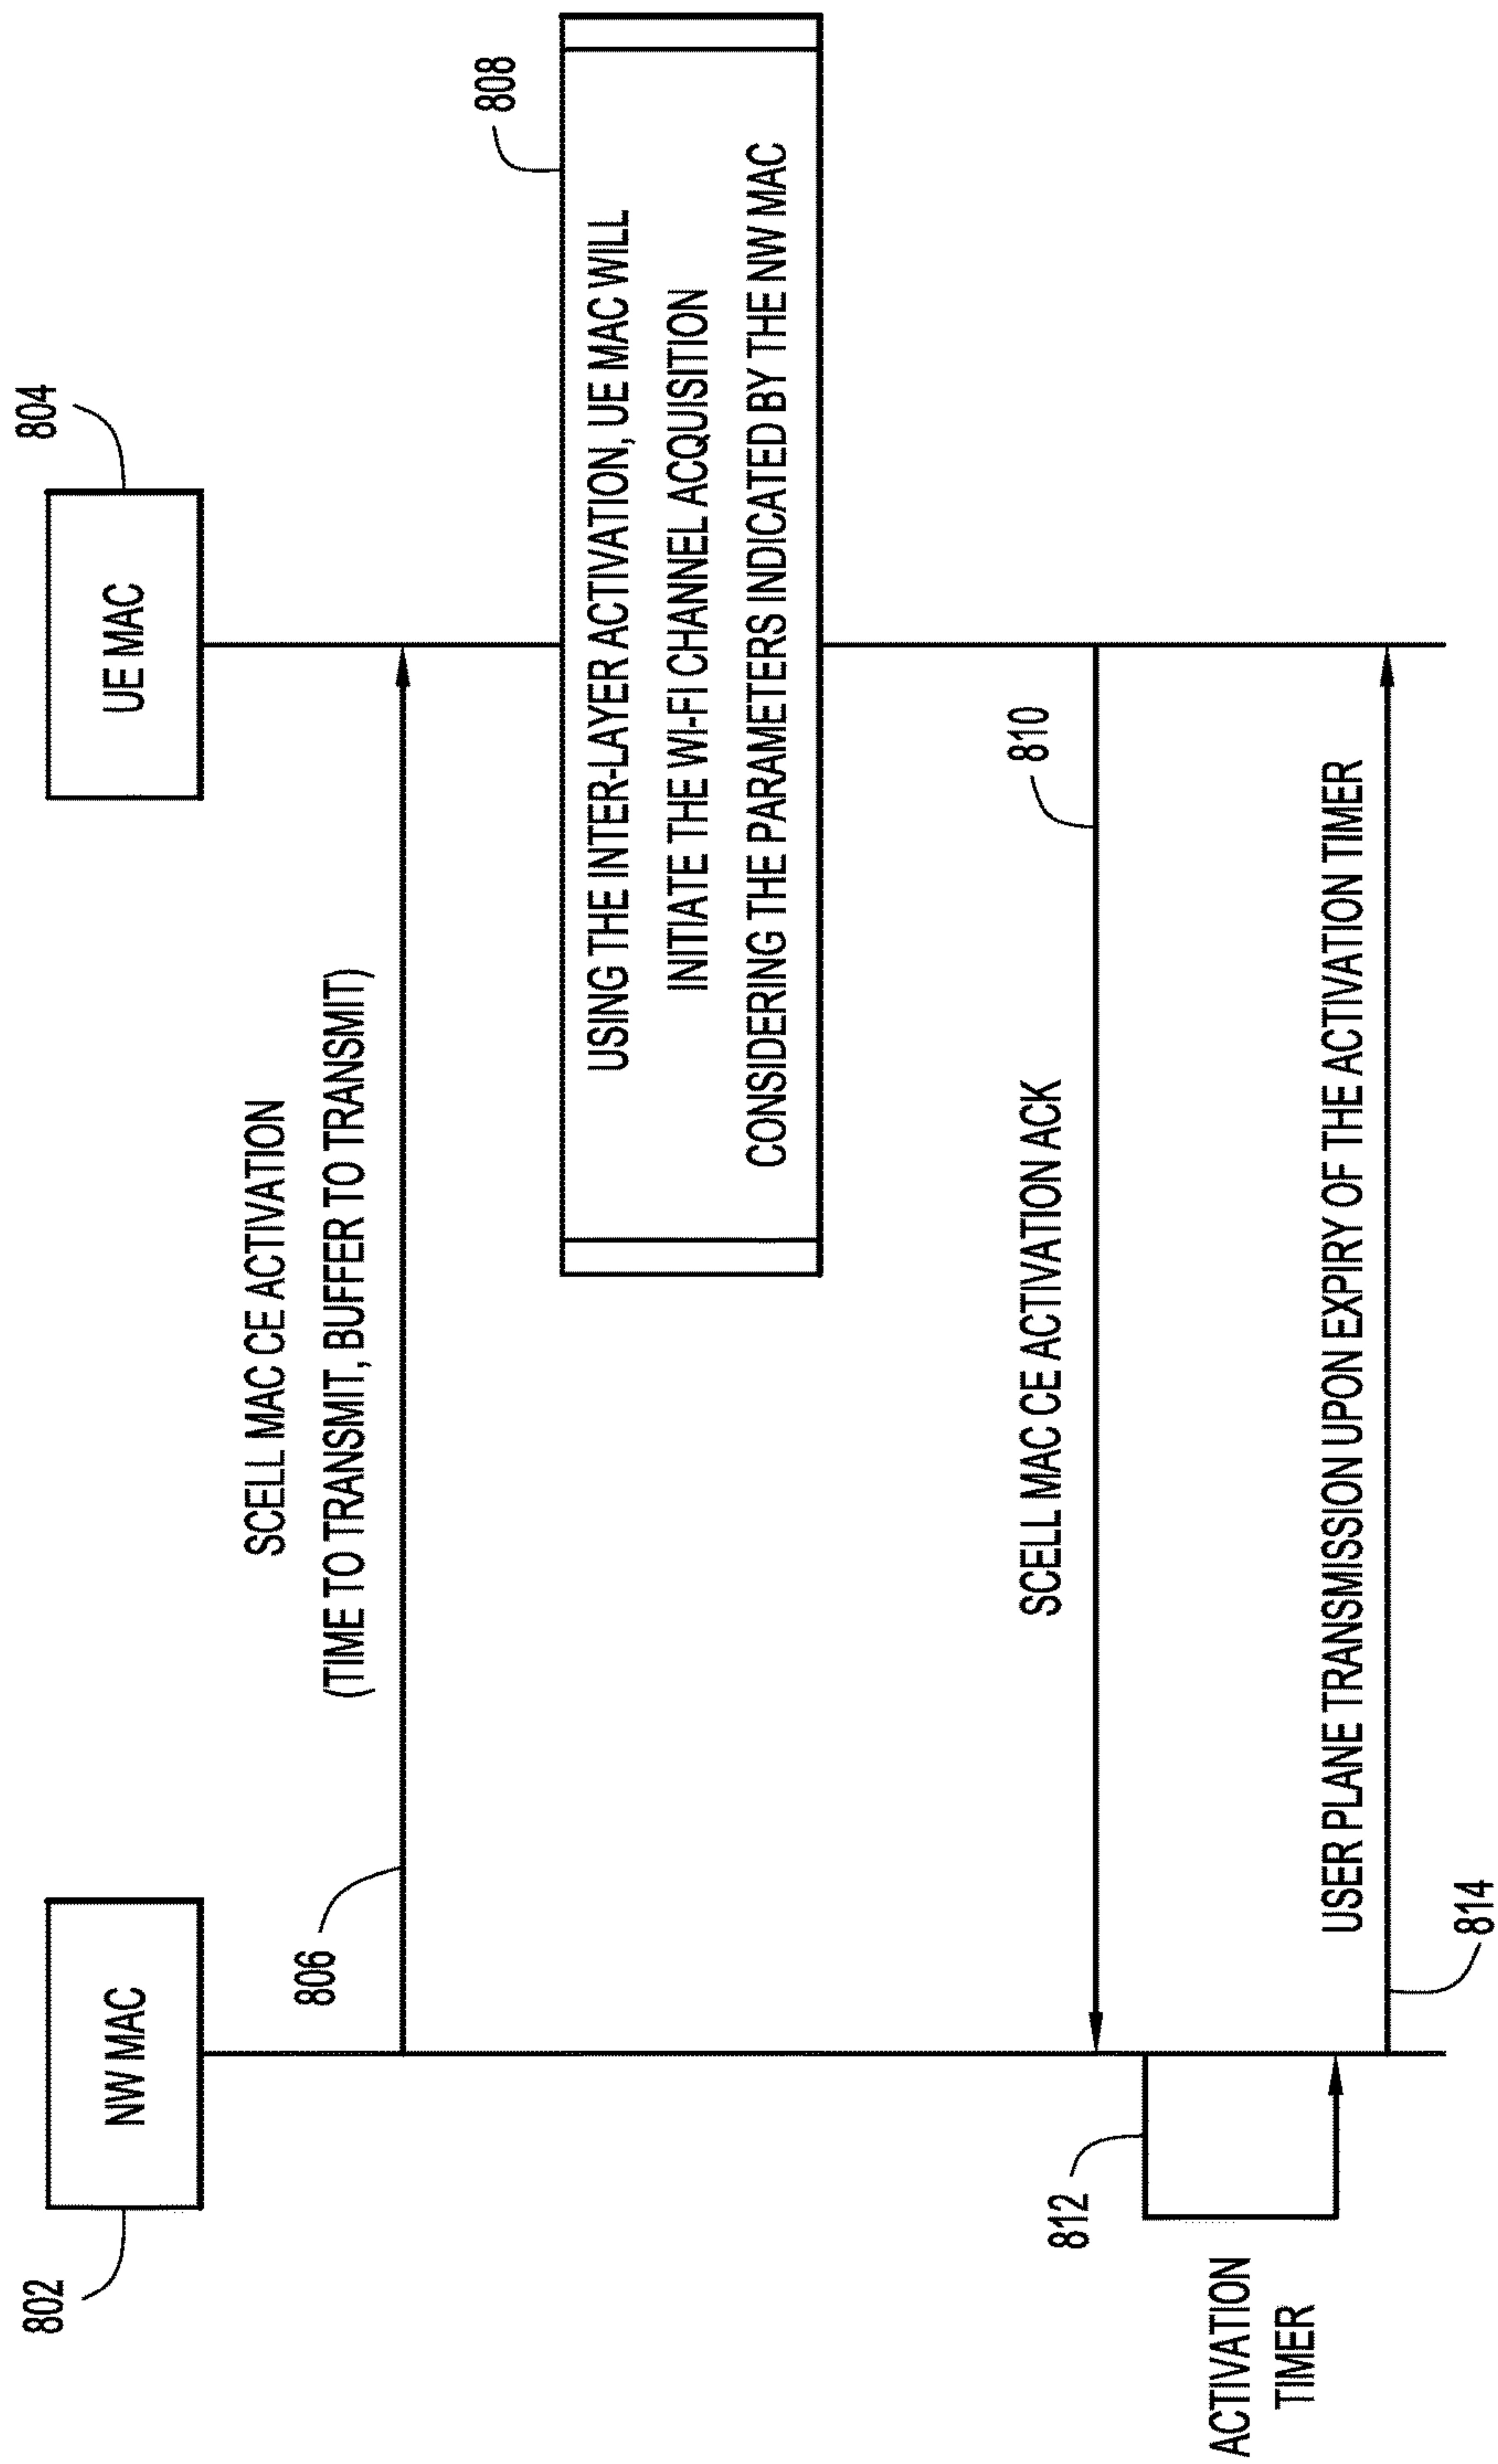 802
NW MAC
UE MAC
804
SCELL MAC CE ACTIVATION
(TIME TO TRANSMIT, BUFFER TO TRANSMIT)
806
808
USING THE INTER-LAYER ACTIVATION, UE MAC WILL
INITIATE THE WI-FI CHANNEL ACQUISITION
CONSIDERING THE PARAMETERS INDICATED BY THE NW MAC
SCELL MAC CE ACTIVATION ACK
810
812
ACTIVATION
TIMER
USER PLANE TRANSMISSION UPON EXPIRY OF THE ACTIVATION TIMER
814